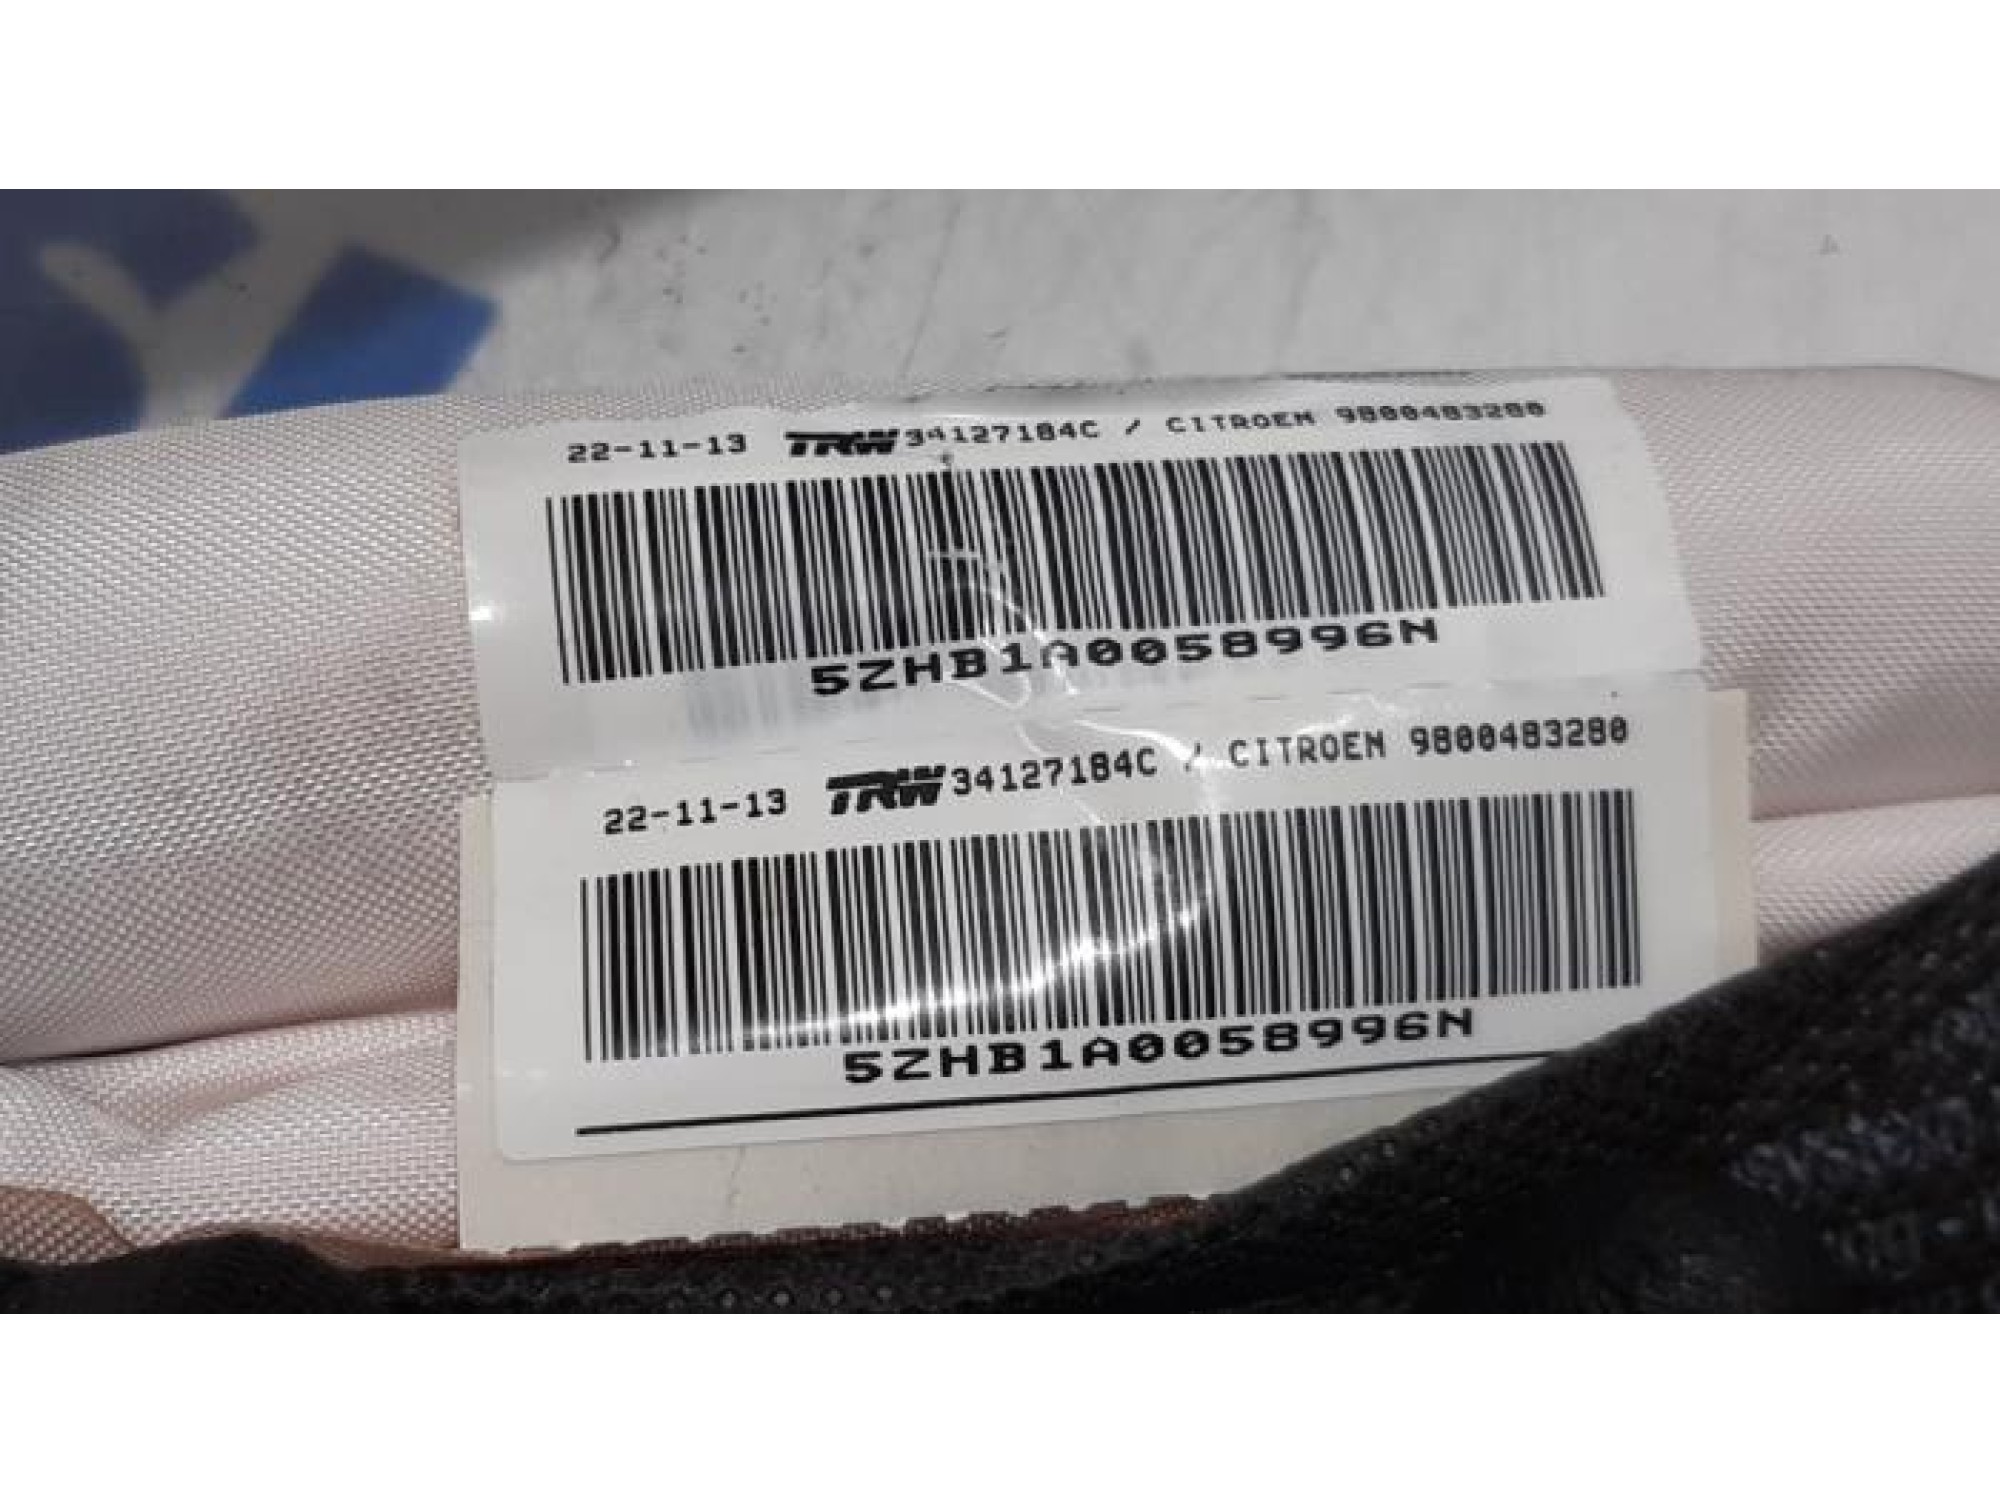 22-11-13 TRW 34127184C / CITROEN 9800483280
5ZHB1A0058996N
22-11-13 TRW 34127184C / CITROEN 9800483280
5ZHB1A0058996N